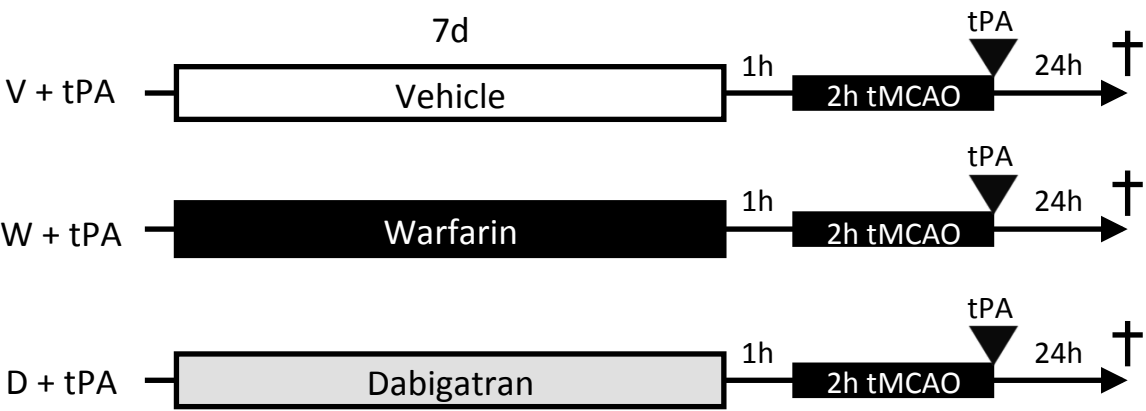 7d
tPA
V + tPA Vehicle 1h 2h tMCAO 24h
tPA
W + tPA Warfarin 1h 2h tMCAO 24h
tPA
D + tPA Dabigatran 1h 2h tMCAO 24h